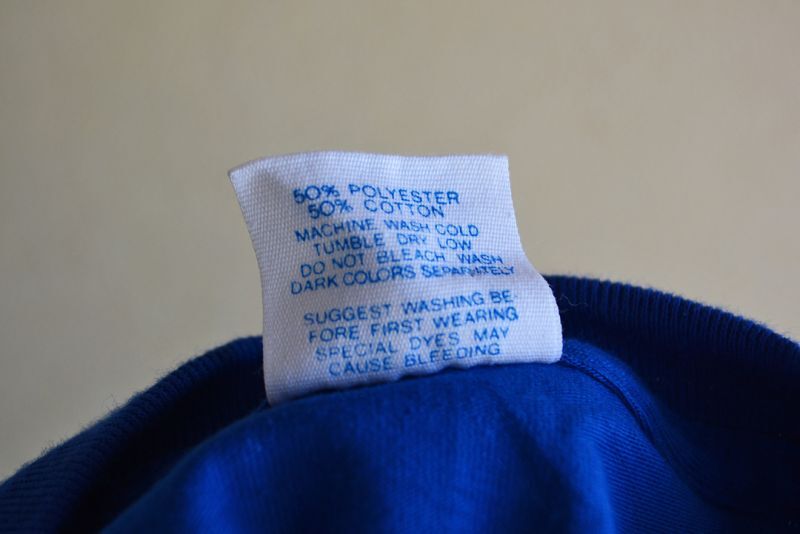 50% POLYESTER
50% COTTON
MACHINE WASH COLD
TUMBLE DRY LOW
DO NOT BLEACH WASH
DARK COLORS SEPARATELY
SUGGEST WASHING BE-
FORE FIRST WEARING
SPECIAL DYES MAY
CAUSE BLEEDING